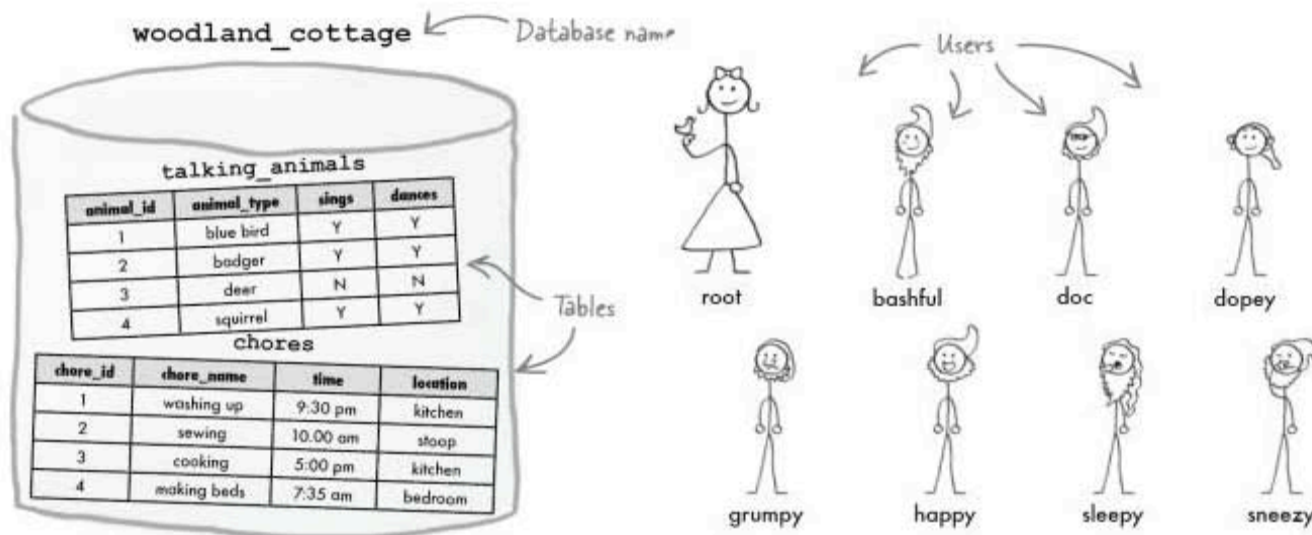 woodland_cottage
Database name
Users
talking_animals
animal_id animal_type sings dances
1 blue bird Y Y
2 badger Y Y
3 deer N N
4 squirrel Y Y
Tables
chores
chore_id chore_name time location
1 washing up 9:30 pm kitchen
2 sewing 10.00 am stoop
3 cooking 5:00 pm kitchen
4 making beds 7:35 am bedroom
root bashful doc dopey
grumpy happy sleepy sneezy